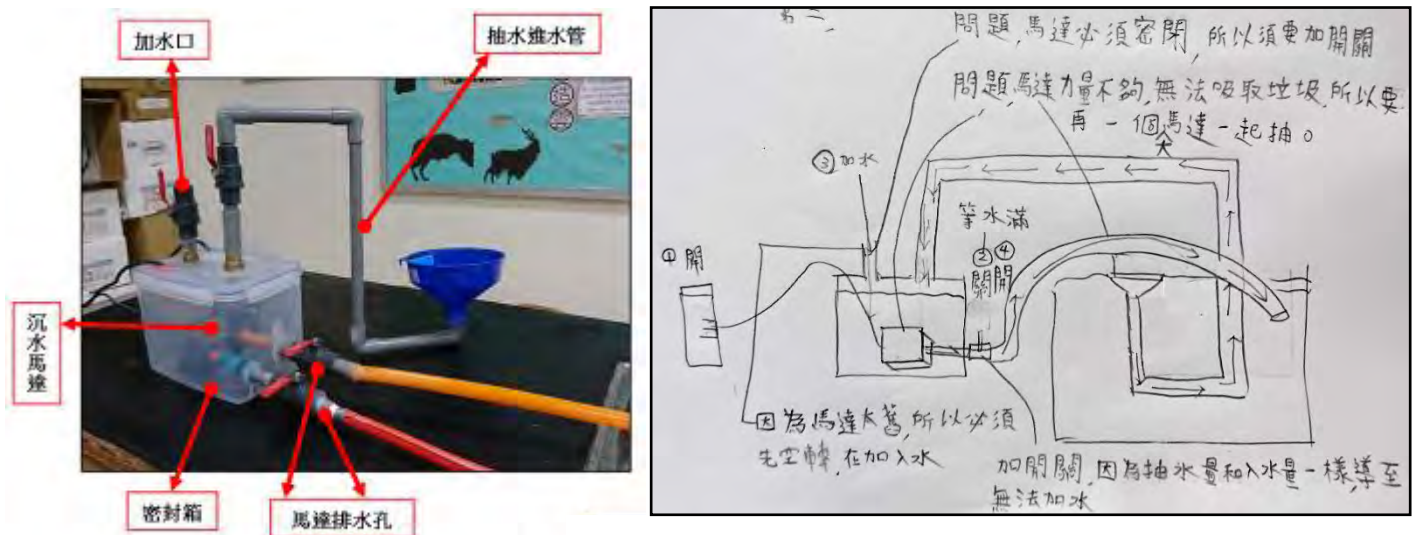 加水口
抽水進水管
沉水馬達
密封箱
馬達排水孔
問題,馬達必須密閉,所以須要加開關
問題,馬達力量不夠,無法吸取垃圾,所以要
再一個大馬達一起抽。
③加水
等水滿
②關
④開
①開
因為馬達太舊,所以必須
先空轉,在加入水
加開關,因為抽水量和入水量一樣,導至
無法加水